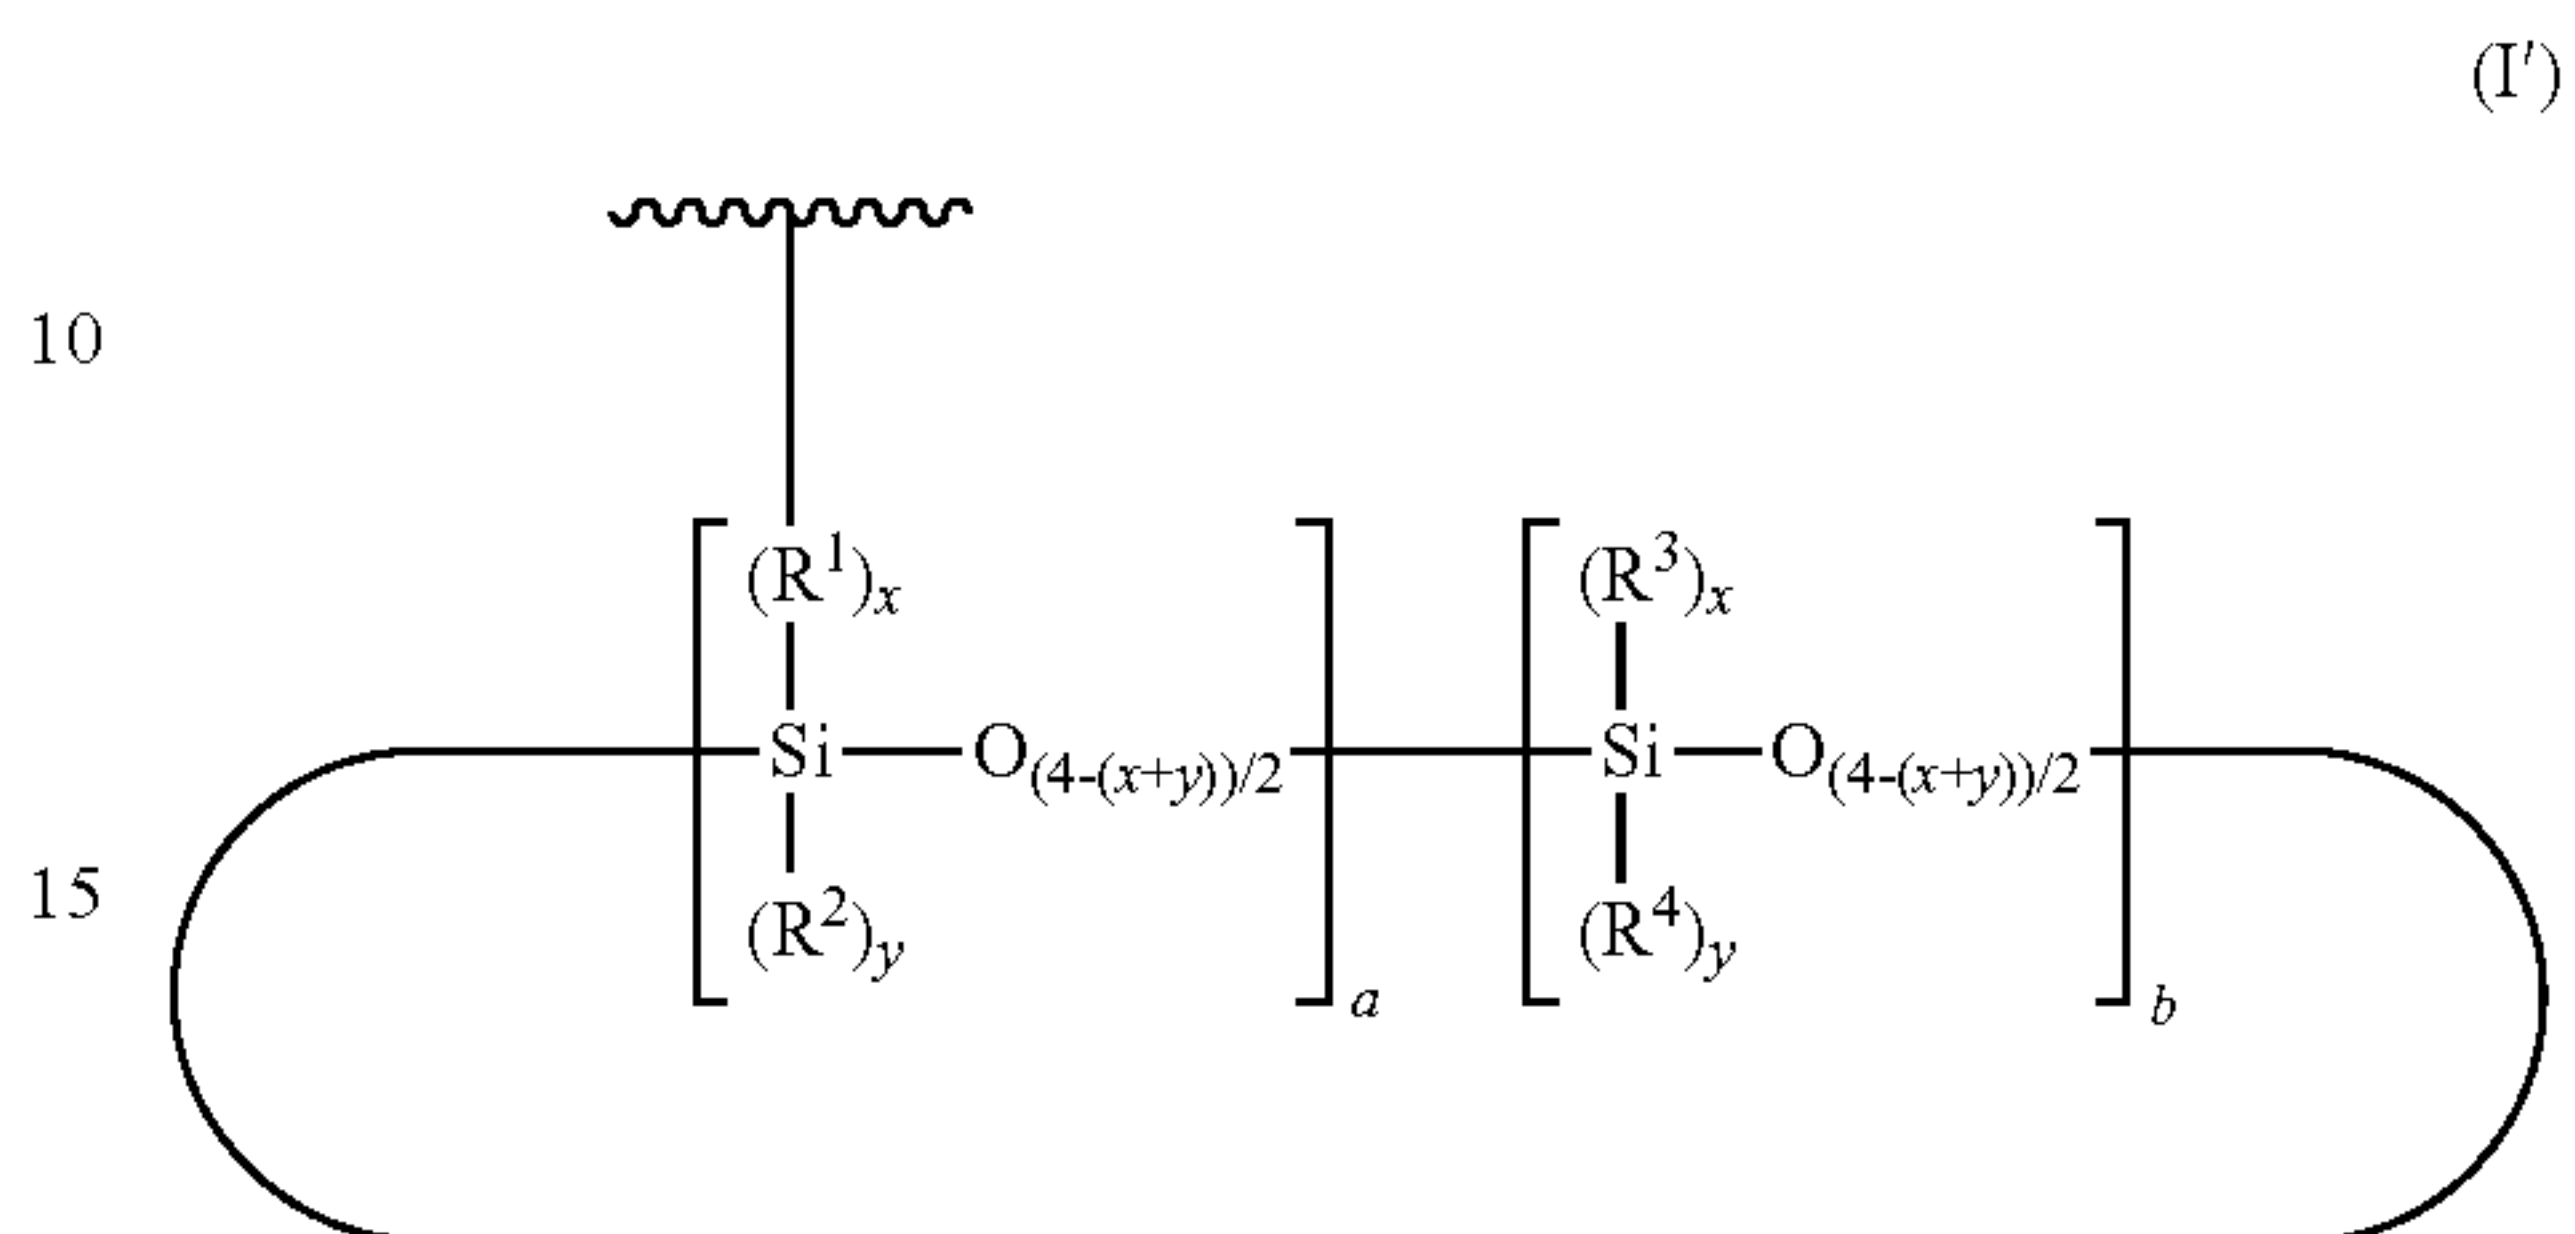 (I′)
10
(R¹)ₓ (R³)ₓ
Si—O(4-(x+y))/2 Si—O(4-(x+y))/2
15
(R²)y (R⁴)y
a b